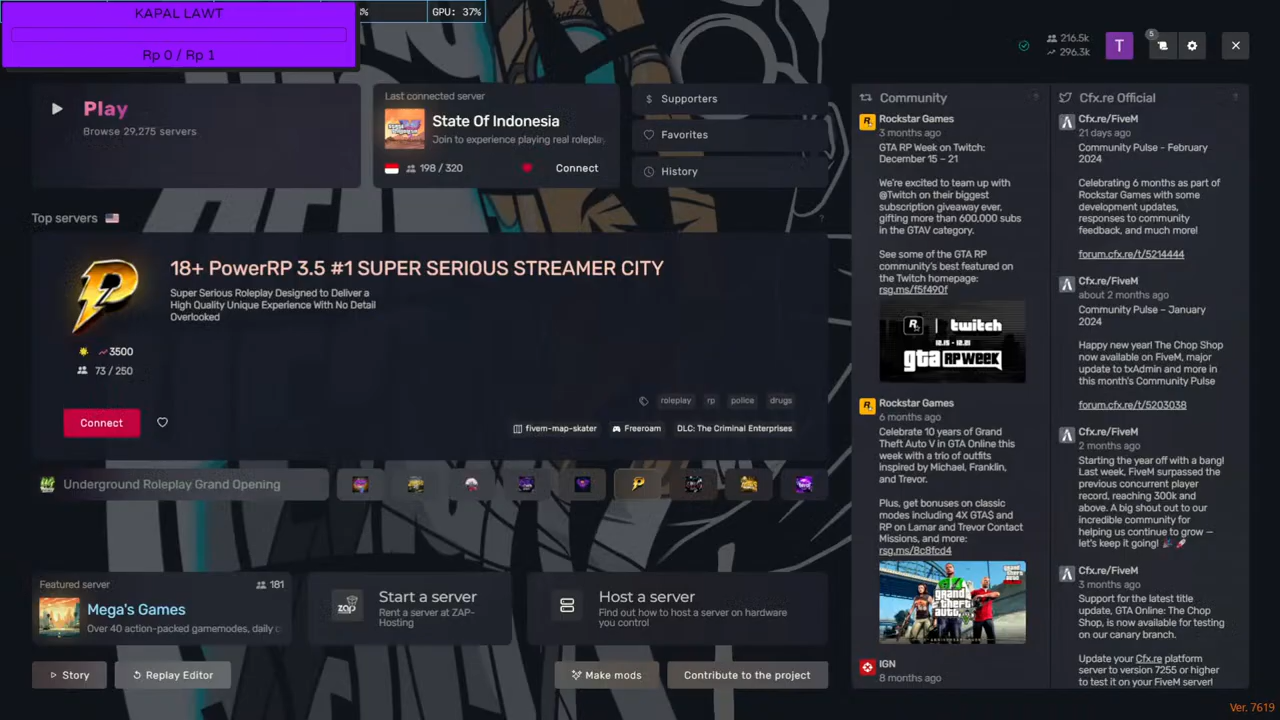 KAPAL LAWT
Rp 0 / Rp 1
GPU: 37%
216.5k
296.3k
T
5
Play
Browse 29,275 servers
Last connected server
State Of Indonesia
Join to experience playing real rolepla
198 / 320
Connect
Supporters
Favorites
History
Top servers
18+ PowerRP 3.5 #1 SUPER SERIOUS STREAMER CITY
Super Serious Roleplay Designed to Deliver a
High Quality Unique Experience With No Detail
Overlooked
3500
73 / 250
roleplay rp police drugs
Connect
fivem-map-skater Freeroam DLC: The Criminal Enterprises
Underground Roleplay Grand Opening
Featured server
181
Mega's Games
Over 40 action-packed gamemodes, daily c
ZAP
Start a server
Rent a server at ZAP-
Hosting
Host a server
Find out how to host a server on hardware
you control
Story
Replay Editor
Make mods
Contribute to the project
Community
Rockstar Games
3 months ago
GTA RP Week on Twitch:
December 15 – 21
We're excited to team up with
@Twitch on their biggest
subscription giveaway ever,
gifting more than 600,000 subs
in the GTAV category.
See some of the GTA RP
community's best featured on
the Twitch homepage:
rsg.ms/f5f490f
R twitch
12.15 - 12.21
gta RP WEEK
Rockstar Games
6 months ago
Celebrate 10 years of Grand
Theft Auto V in GTA Online this
week with a trio of outfits
inspired by Michael, Franklin,
and Trevor.
Plus, get bonuses on classic
modes including 4X GTA$ and
RP on Lamar and Trevor Contact
Missions, and more:
rsg.ms/8c8fcd4
grand
theft
auto
IGN
8 months ago
Cfx.re Official
Cfx.re/FiveM
21 days ago
Community Pulse - February
2024
Celebrating 6 months as part of
Rockstar Games with some
development updates,
responses to community
feedback, and much more!
forum.cfx.re/t/5214444
Cfx.re/FiveM
about 2 months ago
Community Pulse – January
2024
Happy new year! The Chop Shop
now available on FiveM, major
update to txAdmin and more in
this month's Community Pulse
forum.cfx.re/t/5203038
Cfx.re/FiveM
2 months ago
Starting the year off with a bang!
Last week, FiveM surpassed the
previous concurrent player
record, reaching 300k and
above. A big shout out to our
incredible community for
helping us continue to grow —
let's keep it going!
Cfx.re/FiveM
3 months ago
Support for the latest title
update, GTA Online: The Chop
Shop, is now available for testing
on our canary branch.
Update your Cfx.re platform
server to version 7255 or higher
to test it on your FiveM server!
Ver. 7619